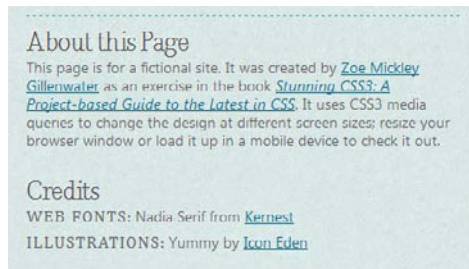 About this Page
This page is for a fictional site. It was created by Zoe Mickley
Gillenwater as an exercise in the book Stunning CSS3: A
Project-based Guide to the Latest in CSS. It uses CSS3 media
queries to change the design at different screen sizes; resize your
browser window or load it up in a mobile device to check it out.
Credits
WEB FONTS: Nadia Serif from Kernest
ILLUSTRATIONS: Yummy by Icon Eden